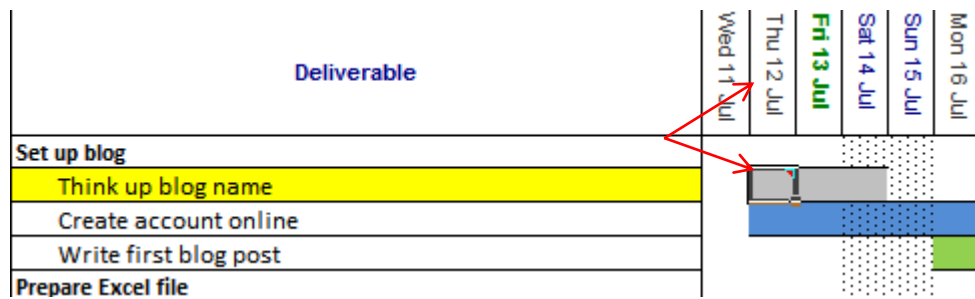 Deliverable
Wed 11 Jul
Thu 12 Jul
Fri 13 Jul
Sat 14 Jul
Sun 15 Jul
Mon 16 Jul
Set up blog
Think up blog name
Create account online
Write first blog post
Prepare Excel file